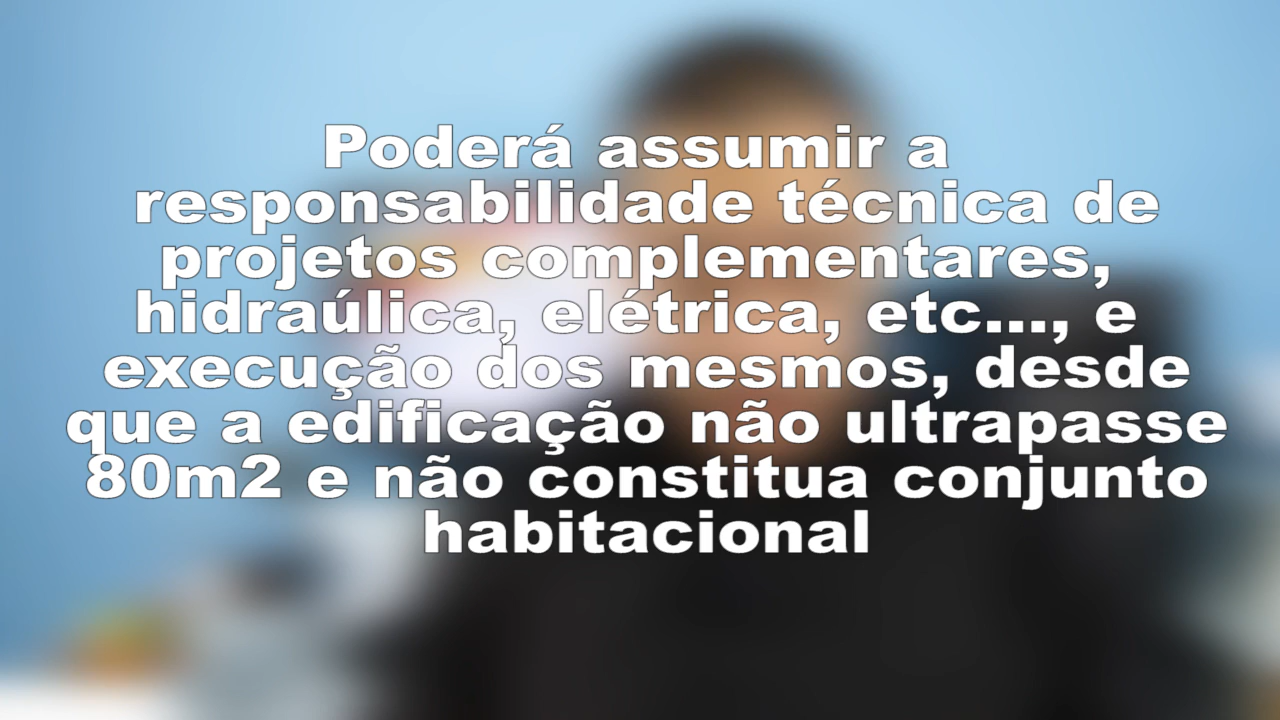 Poderá assumir a
responsabilidade técnica de
projetos complementares,
hidraúlica, elétrica, etc..., e
execução dos mesmos, desde
que a edificação não ultrapasse
80m2 e não constitua conjunto
habitacional